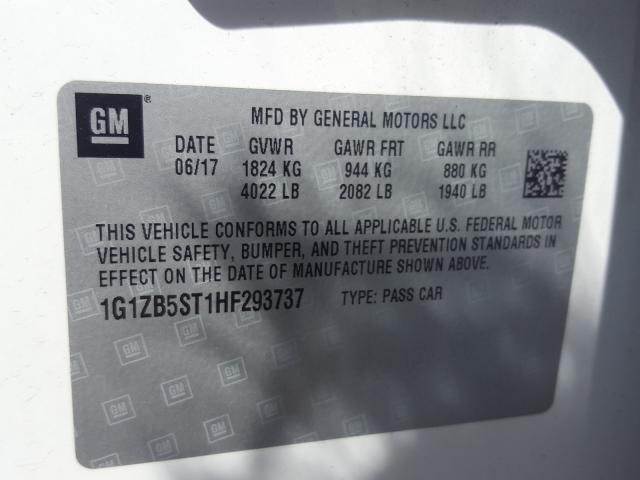 GM®
MFD BY GENERAL MOTORS LLC
DATE GVWR GAWR FRT GAWR RR
06/17 1824 KG 944 KG 880 KG
4022 LB 2082 LB 1940 LB
THIS VEHICLE CONFORMS TO ALL APPLICABLE U.S. FEDERAL MOTOR
VEHICLE SAFETY, BUMPER, AND THEFT PREVENTION STANDARDS IN
EFFECT ON THE DATE OF MANUFACTURE SHOWN ABOVE.
1G1ZB5ST1HF293737 TYPE: PASS CAR